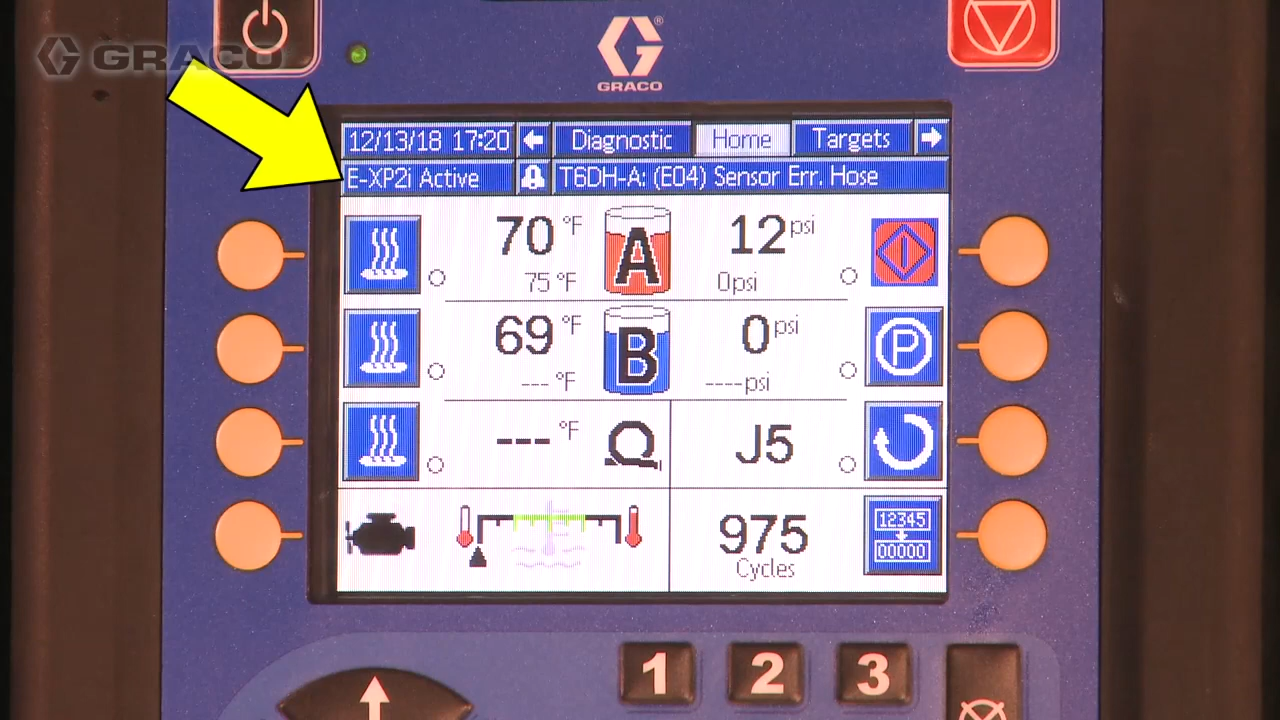 GRACO
GRACO
12/13/18 17:20 Diagnostic Home Targets
E-XP2i Active T6DH-A: (E04) Sensor Err. Hose
70 °F A 12 psi
75 °F 0psi
69 °F B 0 psi
--- °F ----psi
--- °F J5
975 12345
Cycles 00000
P
1 2 3